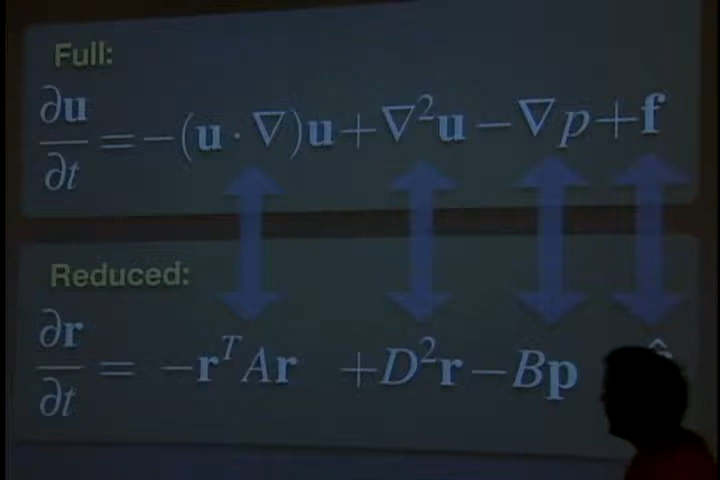 Full:
∂u/∂t = −(u · ∇)u + ∇²u − ∇p + f
Reduced:
∂r/∂t = −rᵀAr + D²r − Bp